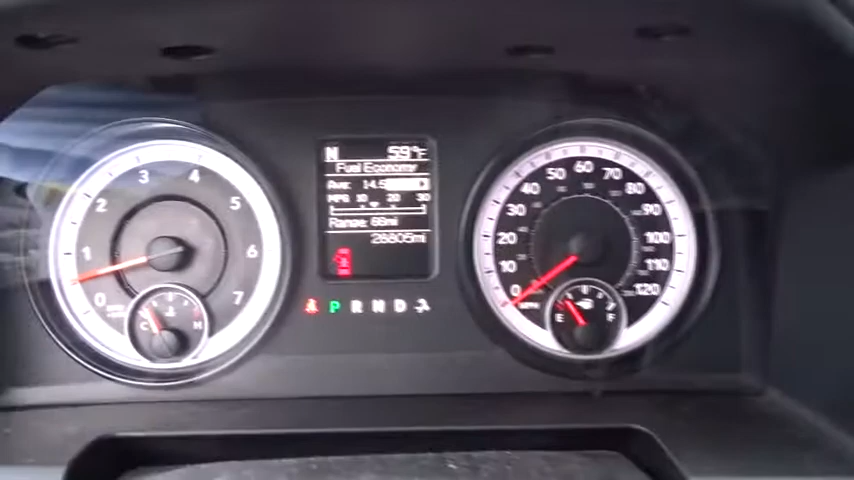 N 59°F
Fuel Economy
Avg: 14.5
MPG 10 20 30
Range: 66mi
28805mi
P R N D
0 1 2 3 4 5 6 7
C H
0 10 20 30 40 50 60 70 80 90 100 110 120
MPH
E F